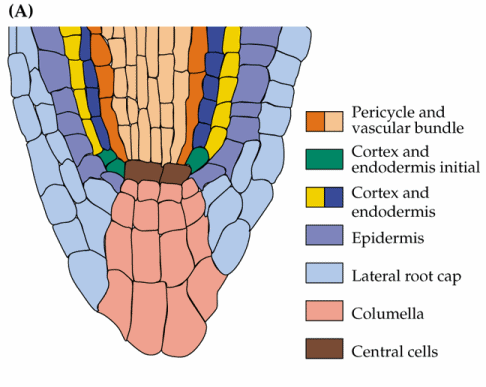 (A)
Pericycle and
vascular bundle
Cortex and
endodermis initial
Cortex and
endodermis
Epidermis
Lateral root cap
Columella
Central cells